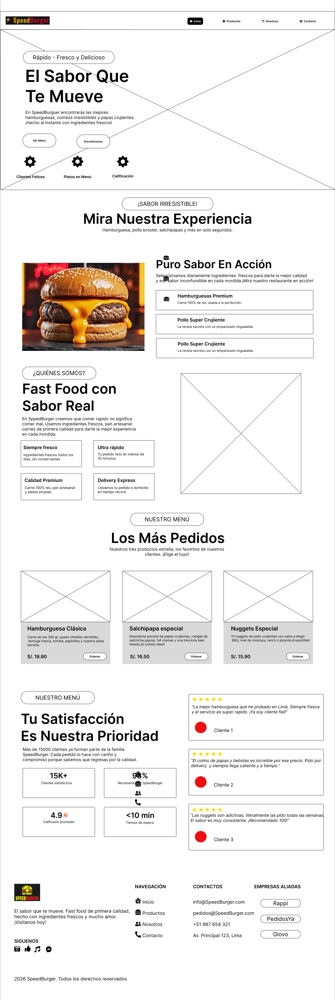 SpeedBurger
Inicio
Productos
Nosotros
Contacto
Rápido - Fresco y Delicioso
El Sabor Que
Te Mueve
En SpeedBurguer encontrarás las mejores
hamburguesas, combos irresistibles y papas crujientes.
¡Hecho al instante con ingredientes frescos!
Ver Menú
Encuéntranos
Clientes Felices
Platos en Menú
Calificación
¡SABOR IRRESISTIBLE!
Mira Nuestra Experiencia
Hamburguesa, pollo broster, salchipapas y más en solo segundos.
Puro Sabor En Acción
Seleccionamos diariamente ingredientes frescos para darte la mejor calidad
y ese sabor inconfundible en cada mordida.¡Mira nuestro restaurante en acción!
Hamburguesas Premium
Carne 100% de res, asada a la perfección.
Pollo Super Crujiente
La receta secreta con un empanizado inigualable.
Pollo Super Crujiente
La receta secreta con un empanizado inigualable.
¿QUIÉNES SOMOS?
Fast Food con
Sabor Real
En SppedBurger creemos que comer rapido no significa
comer mal. Usamos ingredientes frescos, pan artesanal
carnes de primera calidad para darte la mejor experiencia
en cada mordida.
Siempre fresco
Ingredientes frescos todos los
dias, sin conservantes
Ultra rápido
Tu pedido listo en menos de
10 minutos.
Calidad Premium
Carne 100% res, pan artesanal
y salsas propias.
Delivery Express
Llevamos tu pedido a domicilio
en tiempo récord.
NUESTRO MENÚ
Los Más Pedidos
Nuestros tres productos estrella, los favoritos de nuestros
clientes. ¡Elige el tuyo!
Hamburguesa Clásica
Carne de res 200 gr, queso cheddar derretido,
lechuga fresca, tomate, pepinillos y nuestra salsa
secreta.
S/. 18.90
Ordenar
Salchipapa especial
Abundante porción de papas crujientes, rodajas de
salchicha jugosa, full cremas y una inka kola bien
helada.¡El combo ideal!
S/. 16.50
Ordenar
Nuggets Especial
10 nuggets de pollo crujientes con salsa a elegir:
BBQ, miel de mostaza, ranch o picante.¡Irresistible!
S/. 15.90
Ordenar
NUESTRO MENÚ
Tu Satisfacción
Es Nuestra Prioridad
Más de 15000 clientes ya forman parte de la familia
SpeedBurger. Cada pedido lo hace con cariño y
compromiso porque sabemos que regresas por la calidad.
15K+
Clientes satisfechos
98%
Recomendando SpeedBurger
4.9💥
Calificaión promedio
<10 min
Tiempo de espera
“La mejor hamburguesa que he probado en Lima. Siempre fresca
y el servicio es super rapido. ¡Ya soy cliente fiel!”
Cliente 1
“El colmo de papas y bebidas es increible por ese precio. Pido por
delivery y siempre llega caliente y a tiempo.”
Cliente 2
“Las nuggets son adicitvas, literalmente las pido todas las semanas.
El sabor es muy consistente. ¡Recomendado 100!”
Cliente 3
SPEEDBURGER
El sabor que te mueve. Fast food de primera calidad,
hecho con ingredientes frescos y mucho amor.
¡Visitanos hoy!
SIGUENOS
NAVEGACIÓN
Inicio
Productos
Nosotros
Contacto
CONTACTOS
info@SpeedBurger.com
pedidos@SpeedBurger.com
+51 987 654 321
Av. Principal 123, Lima
EMPRESAS ALIADAS
Rappi
PedidosYa
Glovo
2026 SpeedBurger. Todos los derechos reservados